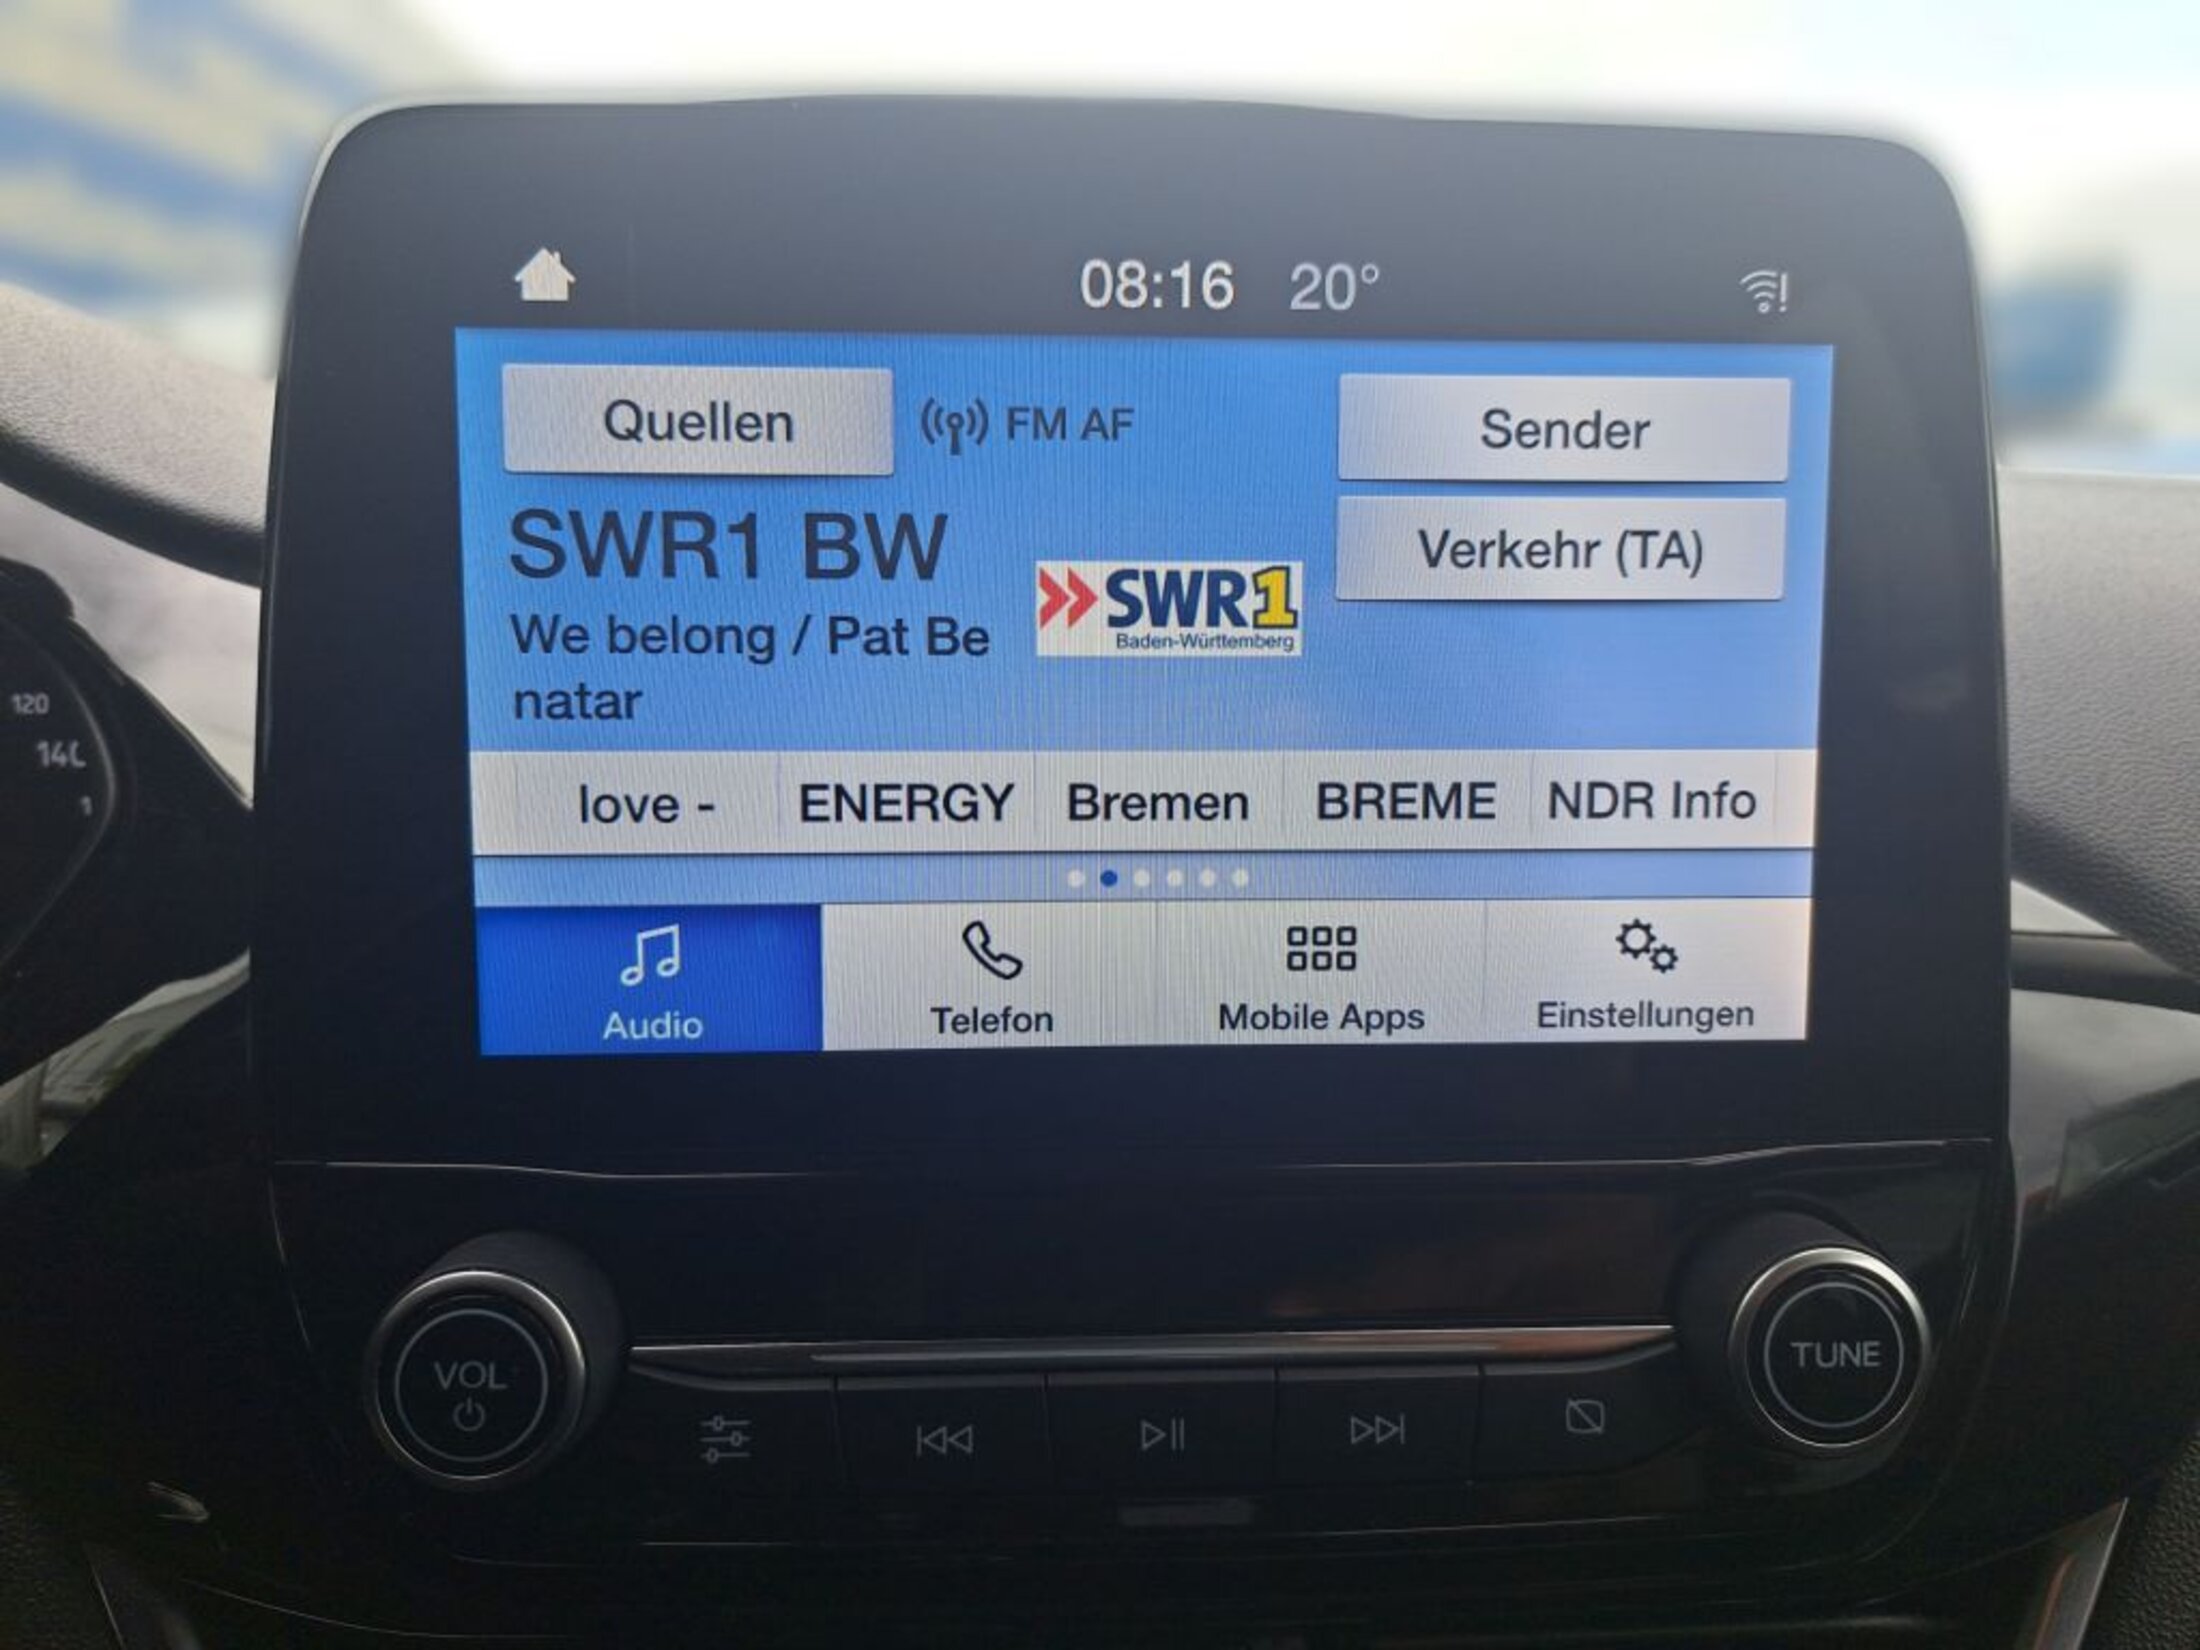 08:16 20°
Quellen
FM AF
Sender
SWR1 BW
Verkehr (TA)
We belong / Pat Be
natar
SWR1
Baden-Württemberg
love -
ENERGY
Bremen
BREME
NDR Info
Audio
Telefon
Mobile Apps
Einstellungen
120
VOL
TUNE